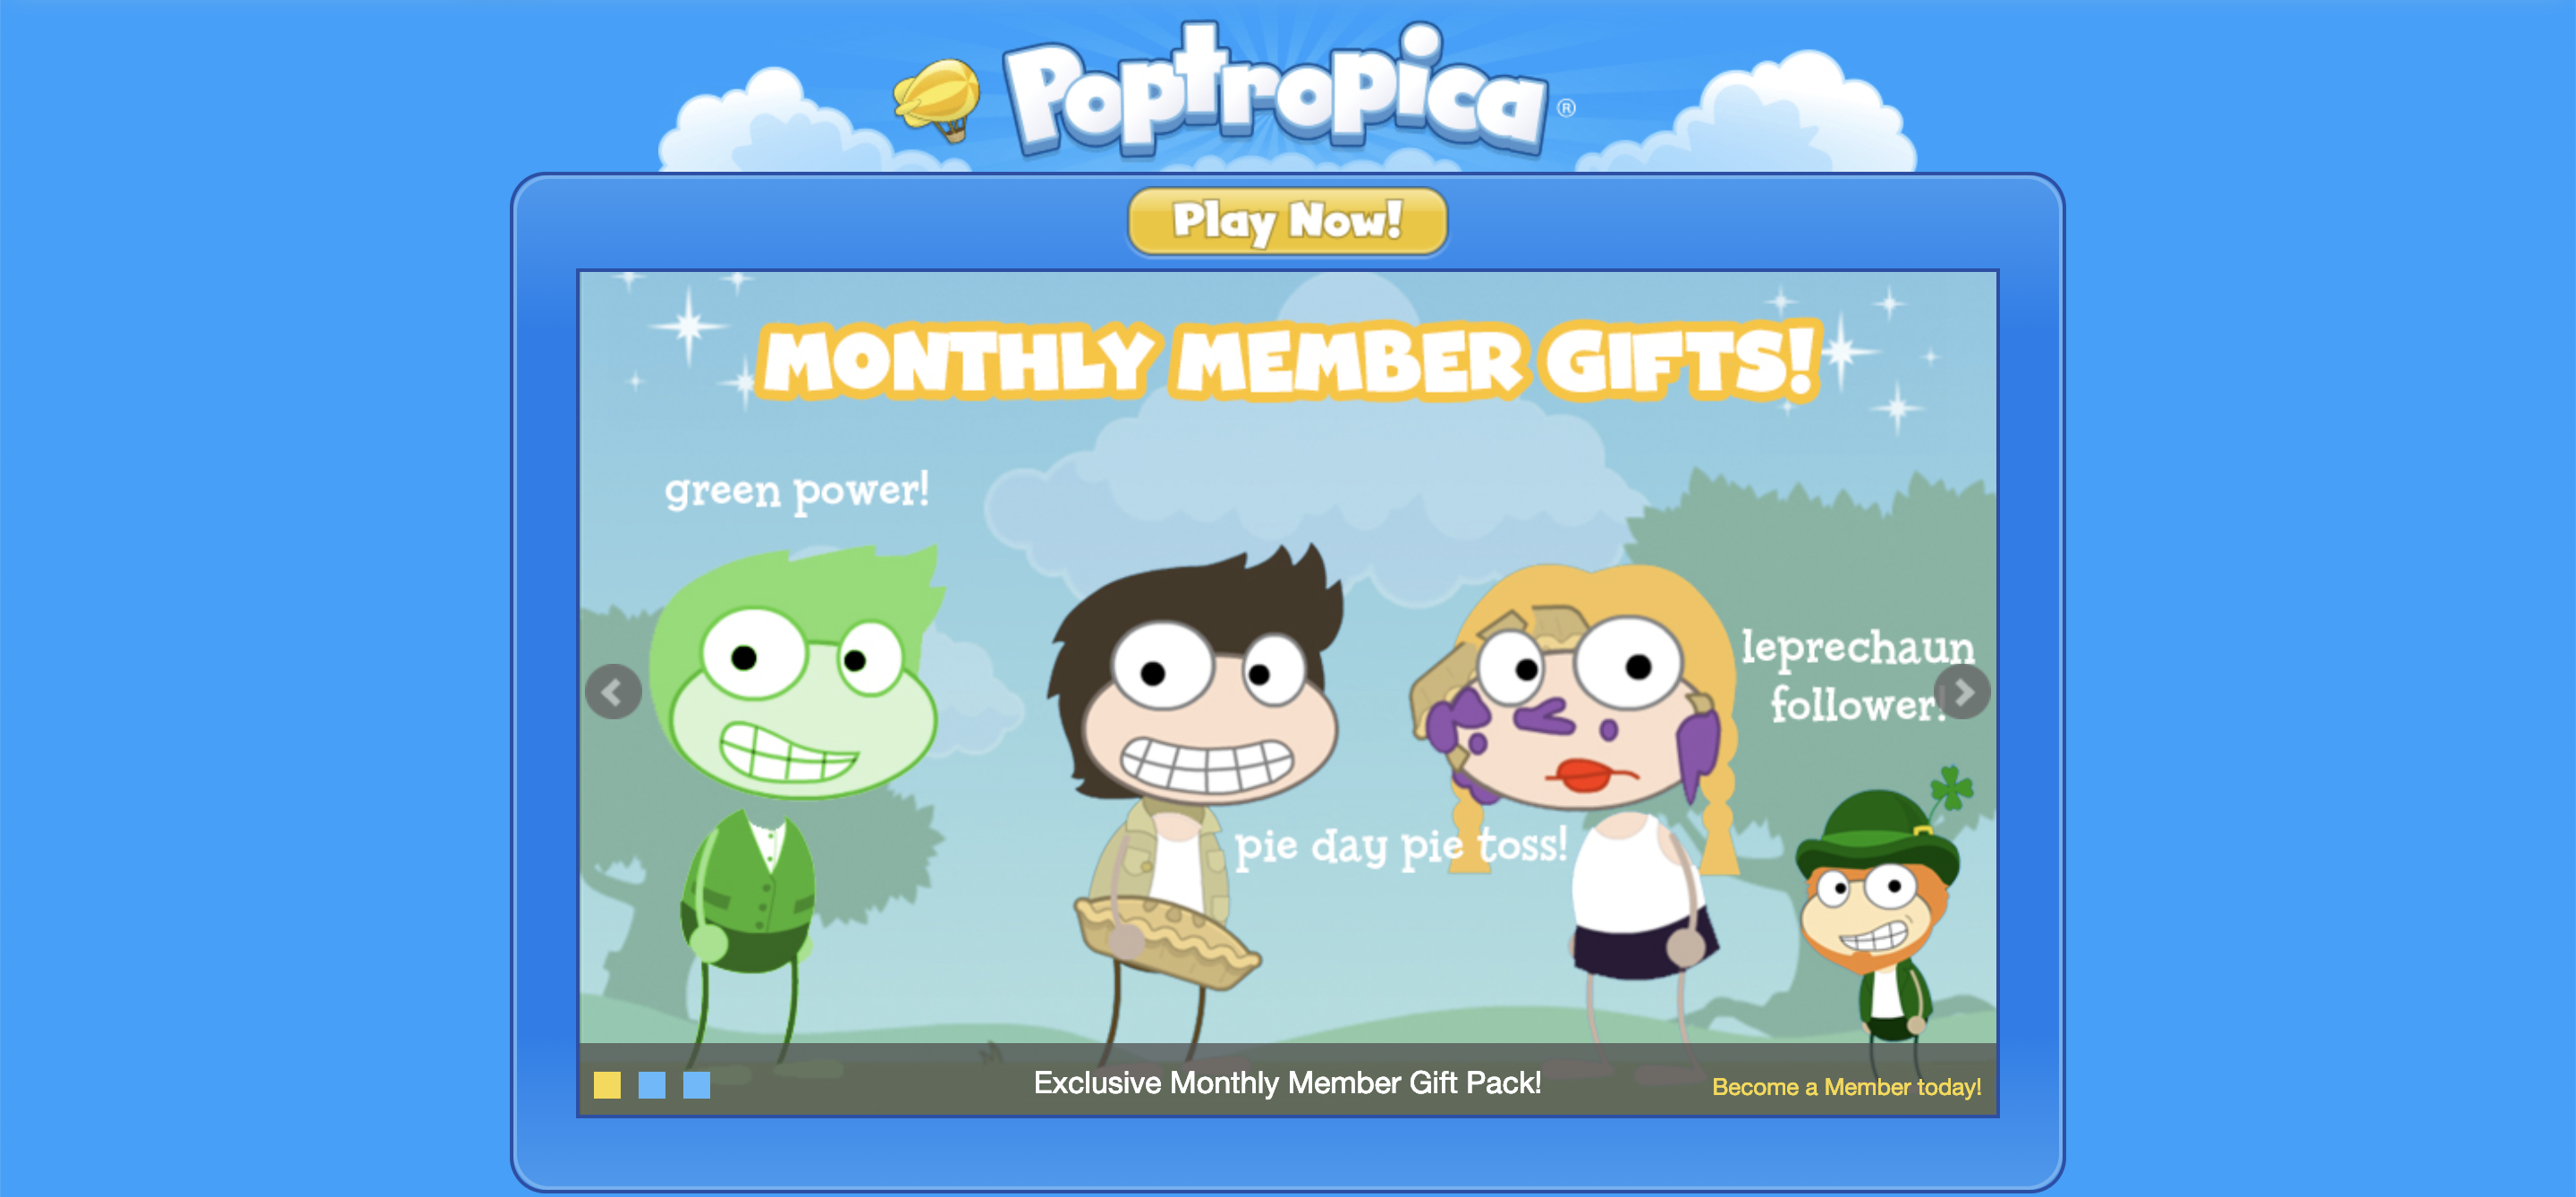 Poptropica®
Play Now!
MONTHLY MEMBER GIFTS!
green power!
leprechaun
follower!
pie day pie toss!
Exclusive Monthly Member Gift Pack!
Become a Member today!